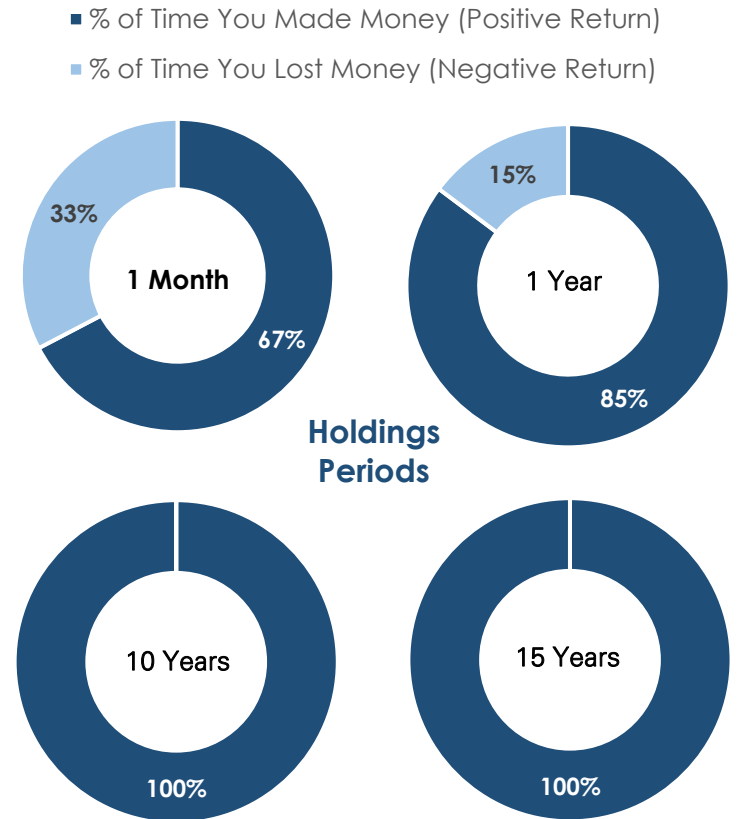 % of Time You Made Money (Positive Return)
% of Time You Lost Money (Negative Return)
33%
1 Month
67%
15%
1 Year
85%
Holdings
Periods
10 Years
100%
15 Years
100%